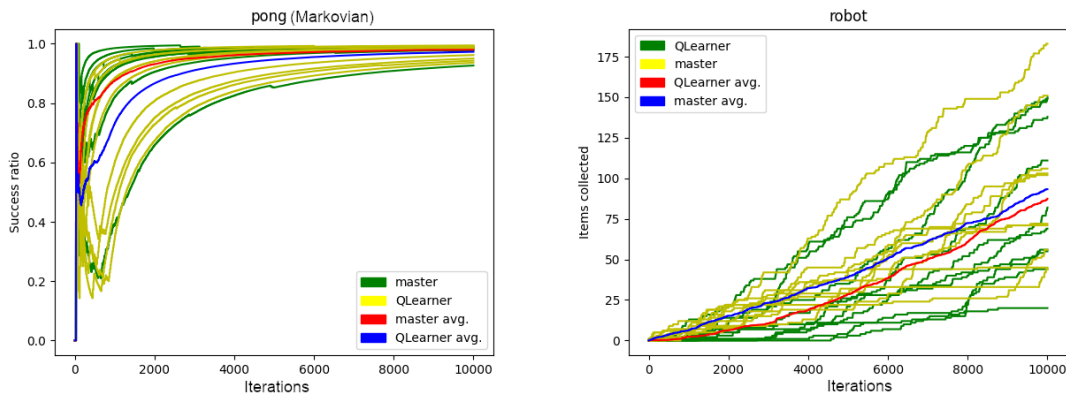 pong (Markovian)
Success ratio
1.0
0.8
0.6
0.4
0.2
0.0
master
QLearner
master avg.
QLearner avg.
0 2000 4000 6000 8000 10000
Iterations
robot
Items collected
175
150
125
100
75
50
25
0
QLearner
master
QLearner avg.
master avg.
0 2000 4000 6000 8000 10000
Iterations